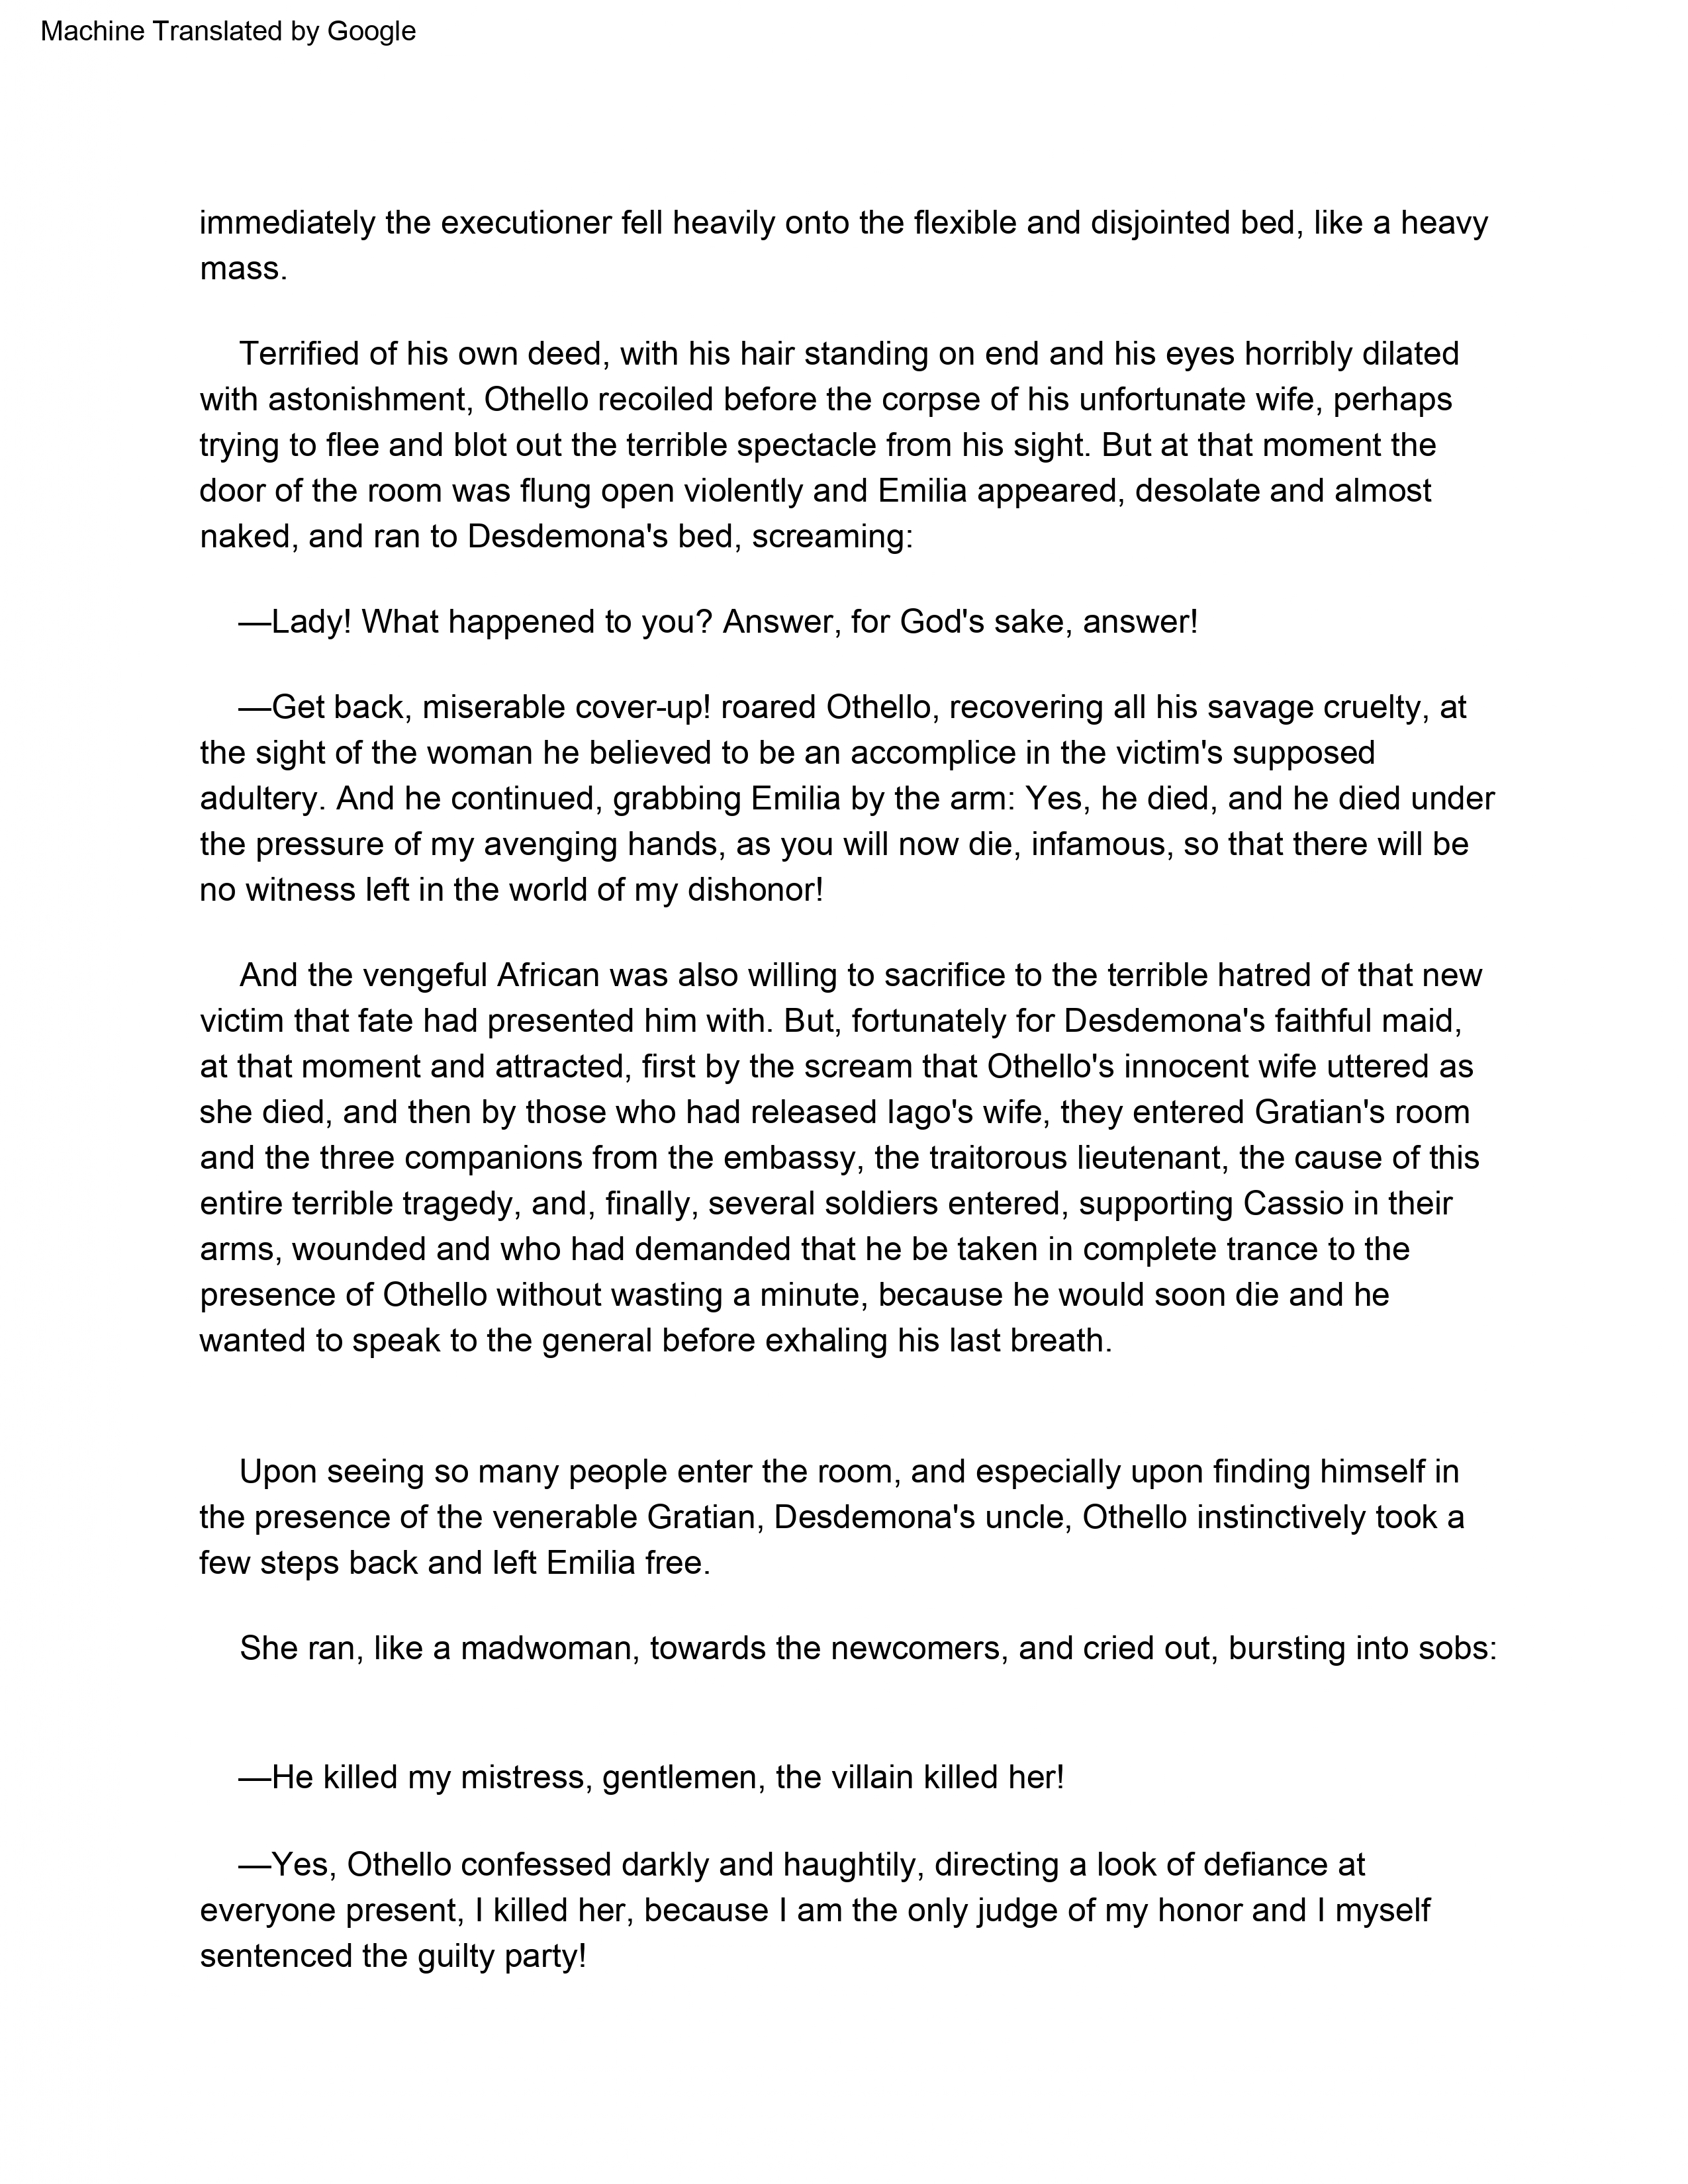 Machine Translated by Google
immediately the executioner fell heavily onto the flexible and disjointed bed, like a heavy
mass.
Terrified of his own deed, with his hair standing on end and his eyes horribly dilated
with astonishment, Othello recoiled before the corpse of his unfortunate wife, perhaps
trying to flee and blot out the terrible spectacle from his sight. But at that moment the
door of the room was flung open violently and Emilia appeared, desolate and almost
naked, and ran to Desdemona's bed, screaming:
—Lady! What happened to you? Answer, for God's sake, answer!
—Get back, miserable cover-up! roared Othello, recovering all his savage cruelty, at
the sight of the woman he believed to be an accomplice in the victim's supposed
adultery. And he continued, grabbing Emilia by the arm: Yes, he died, and he died under
the pressure of my avenging hands, as you will now die, infamous, so that there will be
no witness left in the world of my dishonor!
And the vengeful African was also willing to sacrifice to the terrible hatred of that new
victim that fate had presented him with. But, fortunately for Desdemona's faithful maid,
at that moment and attracted, first by the scream that Othello's innocent wife uttered as
she died, and then by those who had released Iago's wife, they entered Gratian's room
and the three companions from the embassy, the traitorous lieutenant, the cause of this
entire terrible tragedy, and, finally, several soldiers entered, supporting Cassio in their
arms, wounded and who had demanded that he be taken in complete trance to the
presence of Othello without wasting a minute, because he would soon die and he
wanted to speak to the general before exhaling his last breath.
Upon seeing so many people enter the room, and especially upon finding himself in
the presence of the venerable Gratian, Desdemona's uncle, Othello instinctively took a
few steps back and left Emilia free.
She ran, like a madwoman, towards the newcomers, and cried out, bursting into sobs:
—He killed my mistress, gentlemen, the villain killed her!
—Yes, Othello confessed darkly and haughtily, directing a look of defiance at
everyone present, I killed her, because I am the only judge of my honor and I myself
sentenced the guilty party!